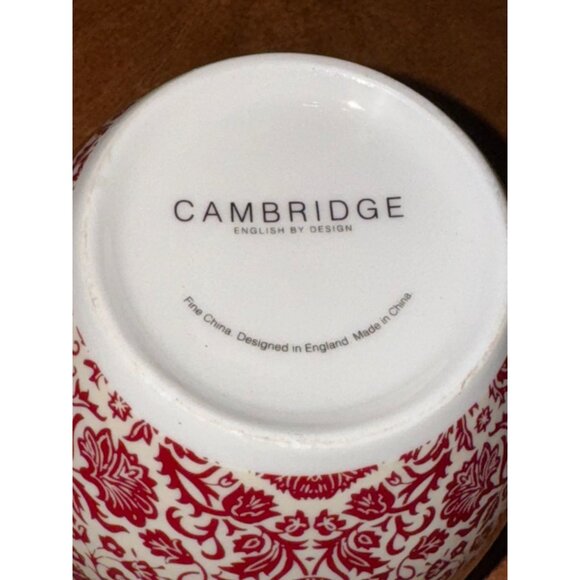 CAMBRIDGE
ENGLISH BY DESIGN
Fine China. Designed in England. Made in China.